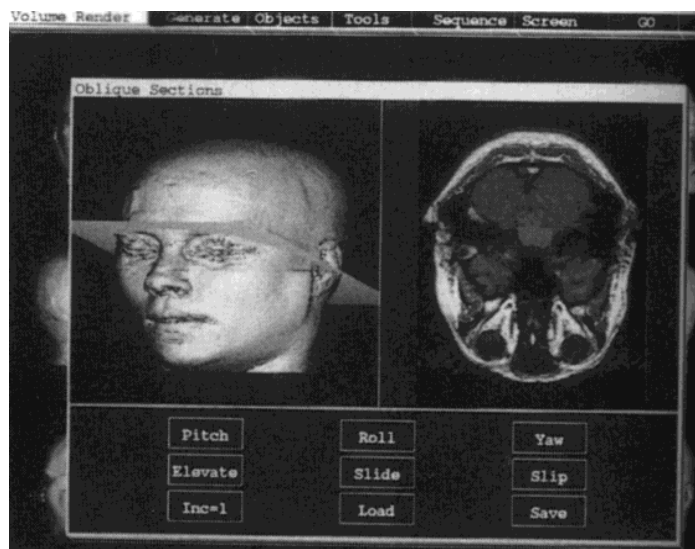 Volume Render Generate Objects Tools Sequence Screen GO
Oblique Sections
Pitch Roll Yaw
Elevate Slide Slip
Inc=1 Load Save